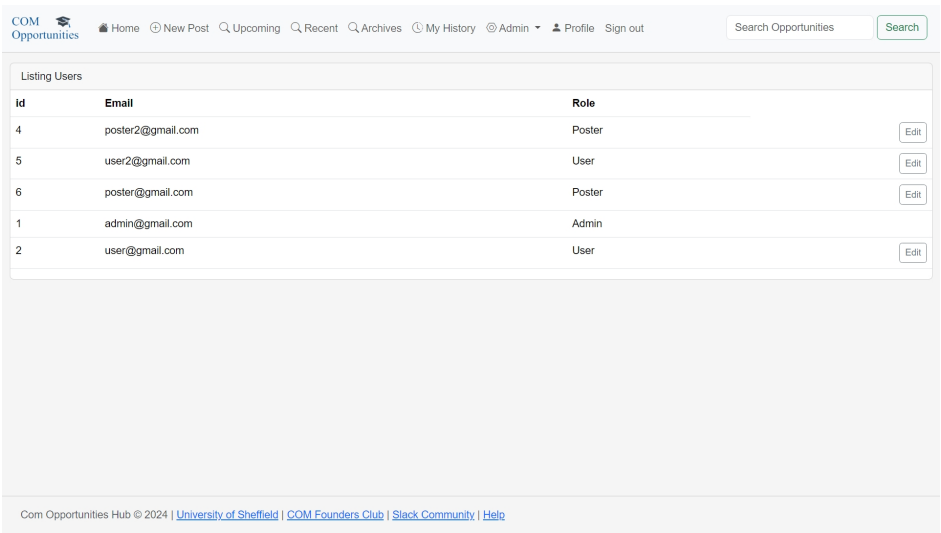 COM
Opportunities
Home New Post Upcoming Recent Archives My History Admin Profile Sign out Search Opportunities Search
Listing Users
id Email Role
4 poster2@gmail.com Poster Edit
5 user2@gmail.com User Edit
6 poster@gmail.com Poster Edit
1 admin@gmail.com Admin
2 user@gmail.com User Edit
Com Opportunities Hub © 2024 | University of Sheffield | COM Founders Club | Slack Community | Help